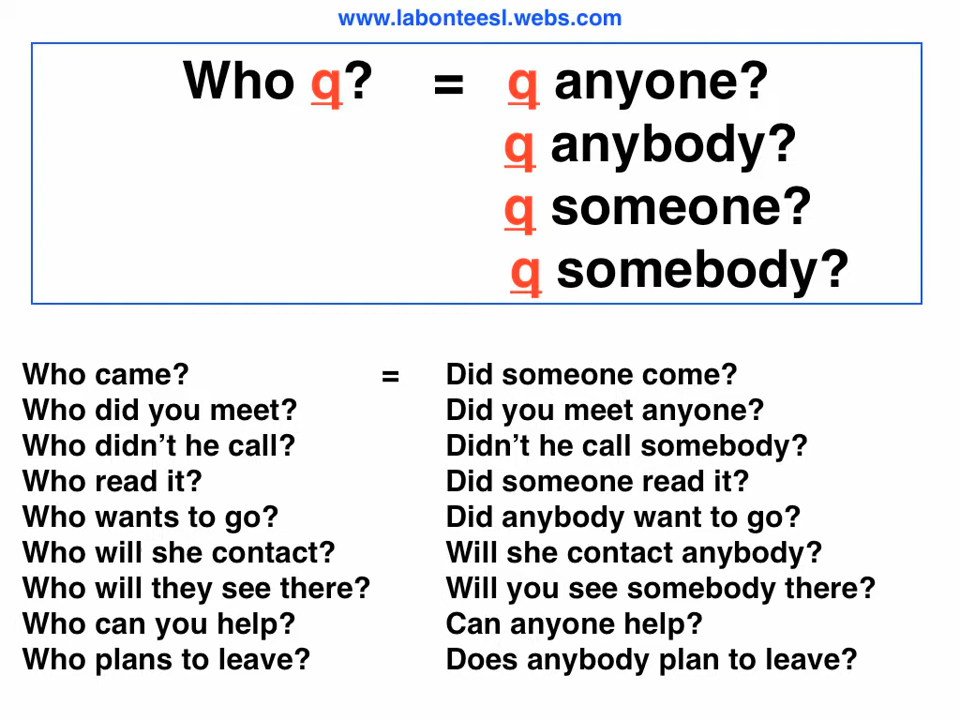 www.labonteesl.webs.com
Who q? = q anyone?
q anybody?
q someone?
q somebody?
Who came? = Did someone come?
Who did you meet? Did you meet anyone?
Who didn’t he call? Didn’t he call somebody?
Who read it? Did someone read it?
Who wants to go? Did anybody want to go?
Who will she contact? Will she contact anybody?
Who will they see there? Will you see somebody there?
Who can you help? Can anyone help?
Who plans to leave? Does anybody plan to leave?